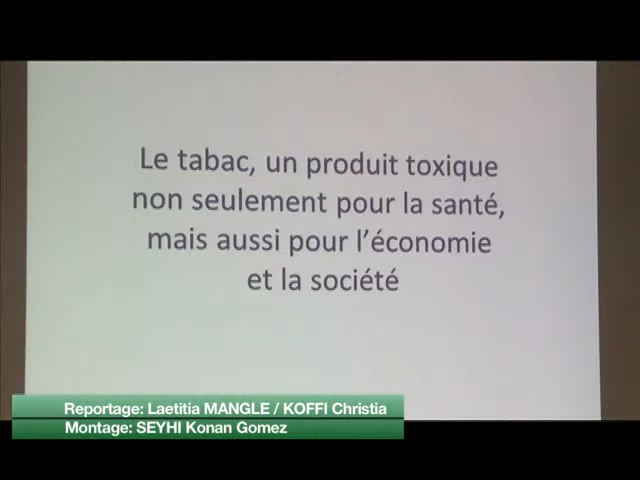 Le tabac, un produit toxique
non seulement pour la santé,
mais aussi pour l'économie
et la société
Reportage: Laetitia MANGLE / KOFFI Christia
Montage: SEYHI Konan Gomez